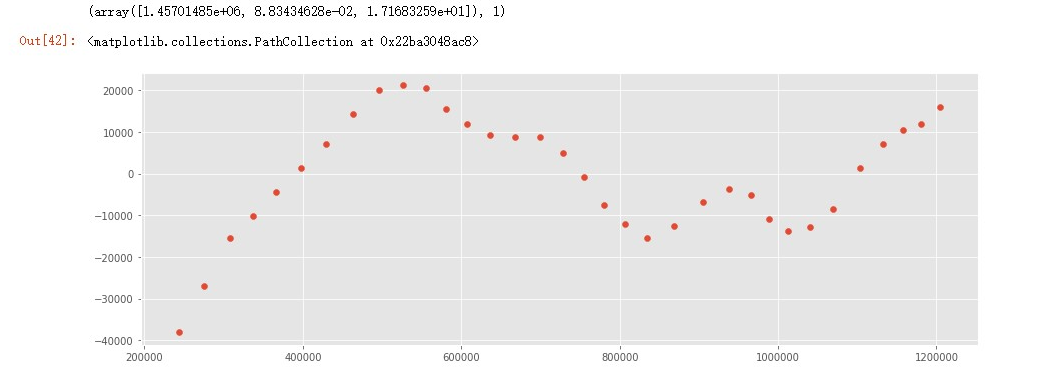 (array([1.45701485e+06, 8.83434628e-02, 1.71683259e+01]), 1)
Out[42]: <matplotlib.collections.PathCollection at 0x22ba3048ac8>
20000
10000
0
-10000
-20000
-30000
-40000
200000 400000 600000 800000 1000000 1200000